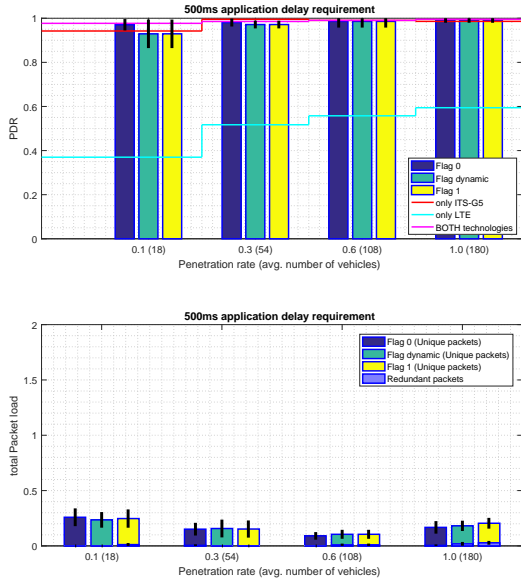 500ms application delay requirement
1
0.8
0.6
0.4
0.2
0
PDR
Flag 0
Flag dynamic
Flag 1
only ITS-G5
only LTE
BOTH technologies
0.1 (18) 0.3 (54) 0.6 (108) 1.0 (180)
Penetration rate (avg. number of vehicles)
500ms application delay requirement
2
1.5
1
0.5
0
total Packet load
Flag 0 (Unique packets)
Flag dynamic (Unique packets)
Flag 1 (Unique packets)
Redundant packets
0.1 (18) 0.3 (54) 0.6 (108) 1.0 (180)
Penetration rate (avg. number of vehicles)